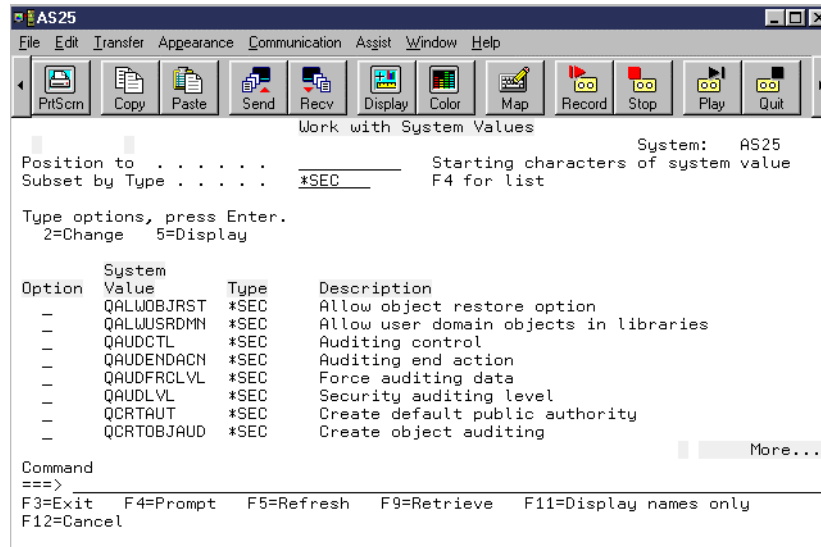 AS25
File Edit Transfer Appearance Communication Assist Window Help
PrtScrn Copy Paste Send Recv Display Color Map Record Stop Play Quit
Work with System Values
System: AS25
Position to . . . . . . Starting characters of system value
Subset by Type . . . . . *SEC F4 for list
Type options, press Enter.
2=Change 5=Display
System
Option Value Type Description
_ QALWOBJRST *SEC Allow object restore option
_ QALWUSRDMN *SEC Allow user domain objects in libraries
_ QAUDCTL *SEC Auditing control
_ QAUDENDACN *SEC Auditing end action
_ QAUDFRCLVL *SEC Force auditing data
_ QAUDLVL *SEC Security auditing level
_ QCRTAUT *SEC Create default public authority
_ QCRTOBJAUD *SEC Create object auditing
More...
Command
===>
F3=Exit F4=Prompt F5=Refresh F9=Retrieve F11=Display names only
F12=Cancel